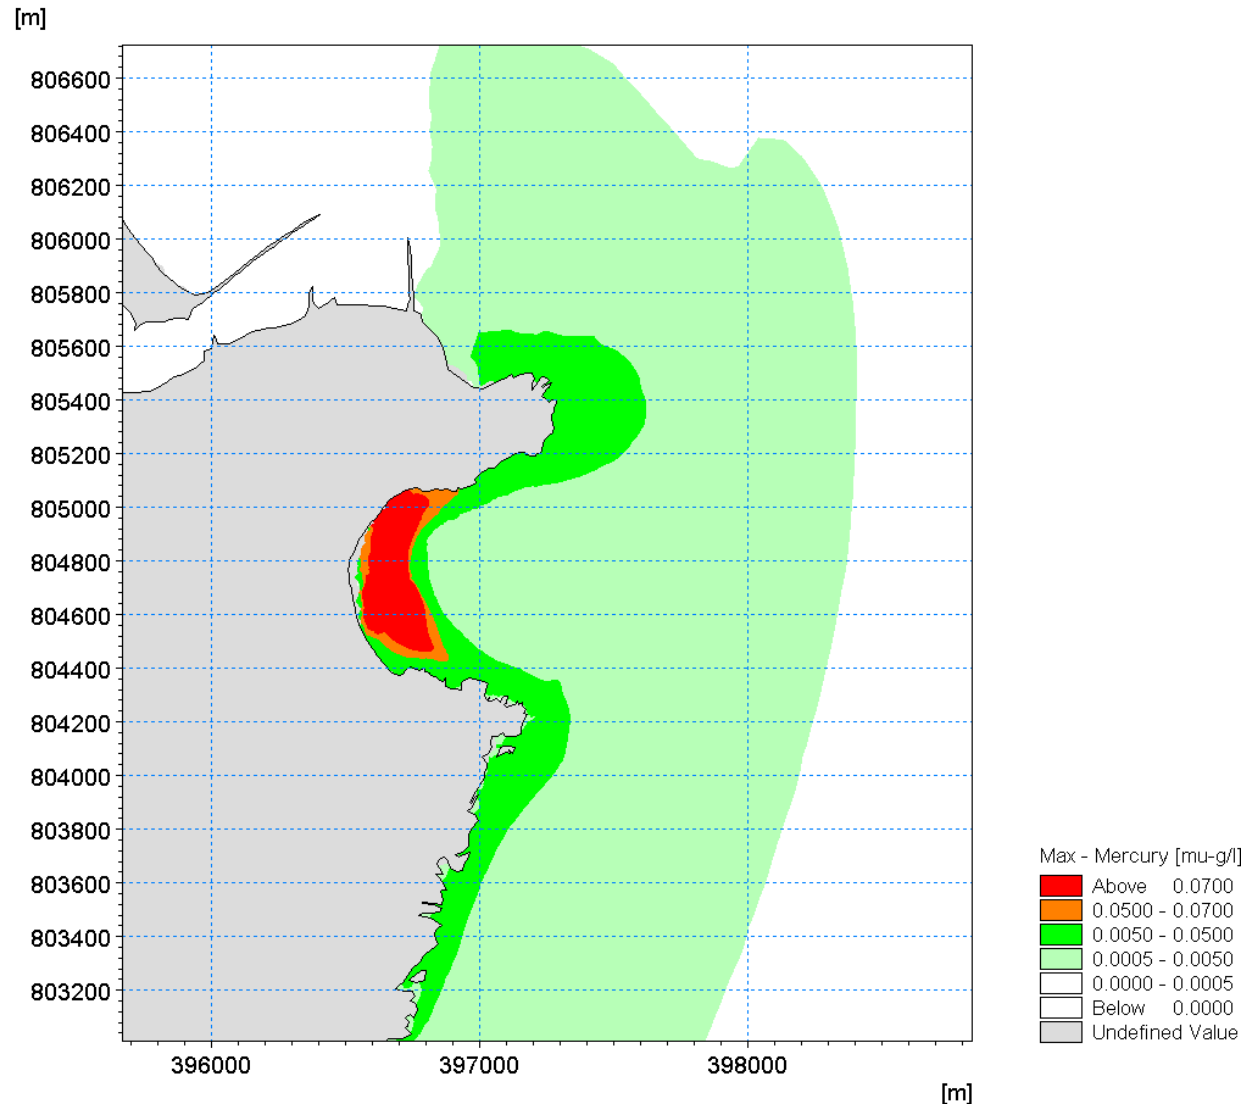 [m]
806600
806400
806200
806000
805800
805600
805400
805200
805000
804800
804600
804400
804200
804000
803800
803600
803400
803200
396000 397000 398000
[m]
Max - Mercury [mu-g/l]
Above 0.0700
0.0500 - 0.0700
0.0050 - 0.0500
0.0005 - 0.0050
0.0000 - 0.0005
Below 0.0000
Undefined Value